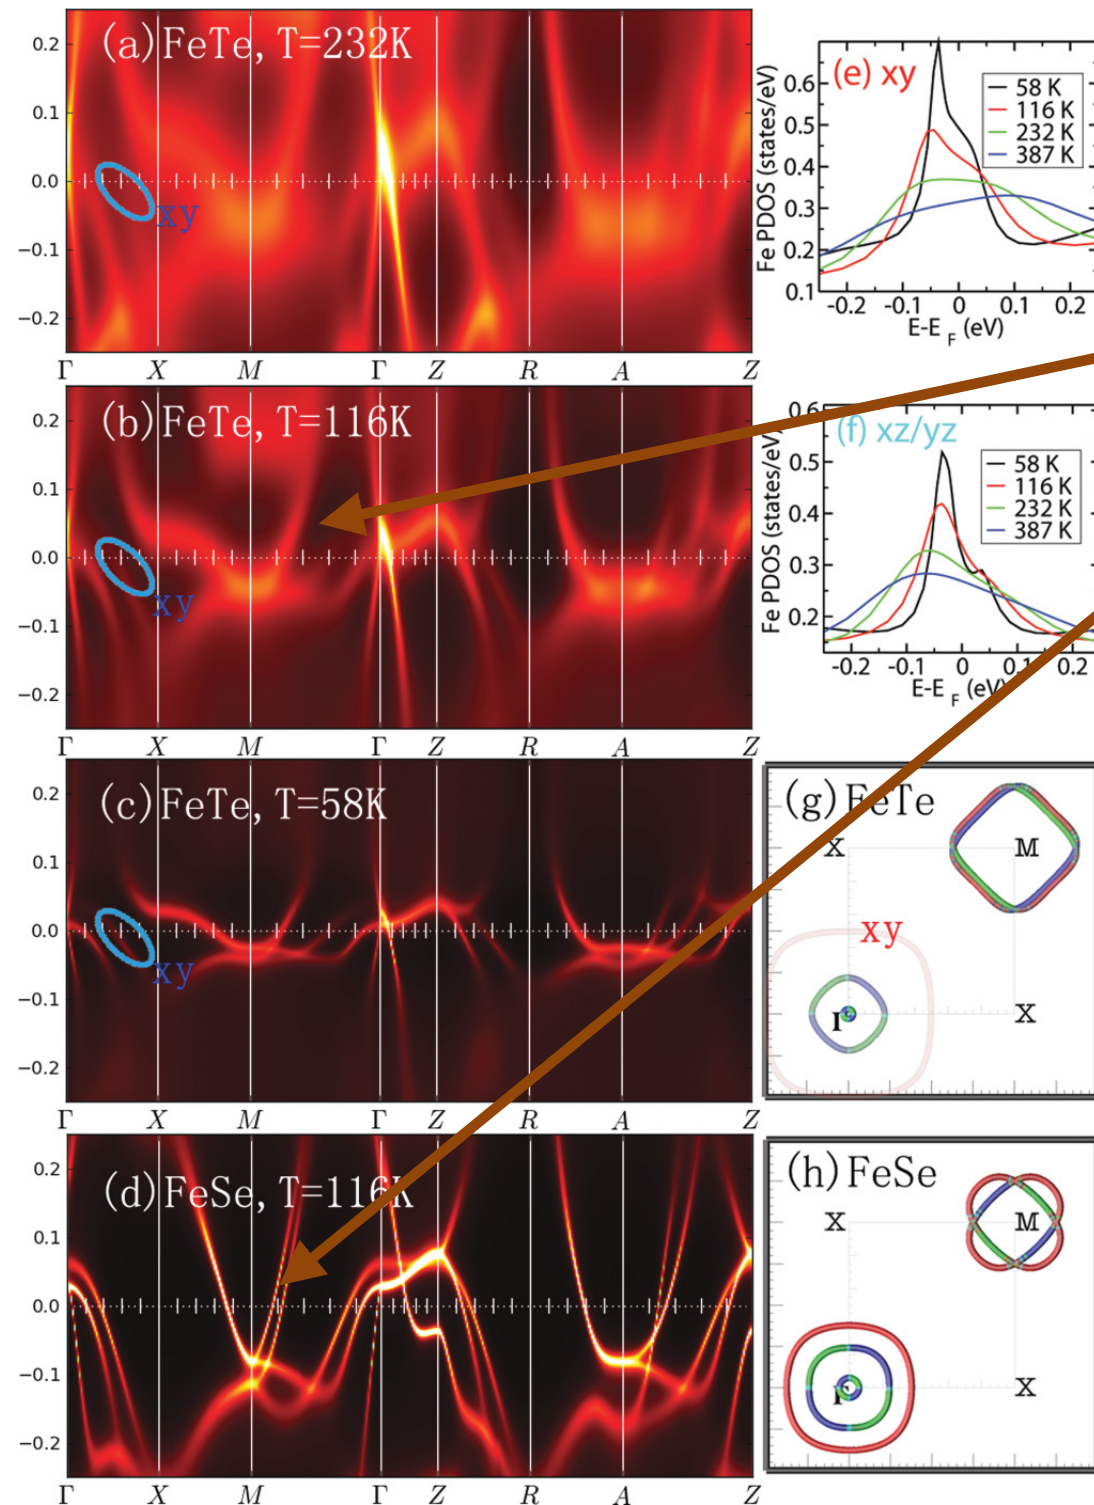 (a)FeTe, T=232K
0.2
0.1
0.0
−0.1
−0.2
xy
Γ X M Γ Z R A Z
(b)FeTe, T=116K
0.2
0.1
0.0
−0.1
−0.2
xy
Γ X M Γ Z R A Z
(c)FeTe, T=58K
0.2
0.1
0.0
−0.1
−0.2
xy
Γ X M Γ Z R A Z
(d)FeSe, T=116K
0.2
0.1
0.0
−0.1
−0.2
Γ X M Γ Z R A Z
(e) xy
58 K
116 K
232 K
387 K
Fe PDOS (states/eV)
0.6
0.5
0.4
0.3
0.2
0.1
-0.2 -0.1 0 0.1 0.2
E-E F (eV)
(f) xz/yz
58 K
116 K
232 K
387 K
Fe PDOS (states/eV)
0.6
0.5
0.4
0.3
0.2
-0.2 -0.1 0 0.1 0.2
E-E F (eV)
(g) FeTe
X M
xy
Γ X
(h) FeSe
X M
Γ X